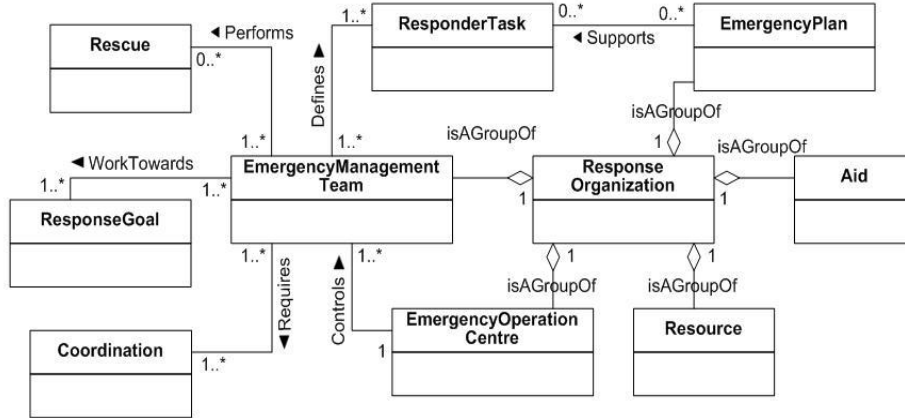 1..*
ResponderTask
0..*
0..*
EmergencyPlan
Rescue
◄ Performs
0..*
Defines ►
◄ Supports
isAGroupOf
1..*
1..*
isAGroupOf
1
isAGroupOf
◄ WorkTowards
1..*
1..*
EmergencyManagement
Team
1
Response
Organization
1
Aid
ResponseGoal
1..*
Requires ►
Controls ►
1..*
1
1
isAGroupOf
isAGroupOf
Coordination
1..*
1
EmergencyOperation
Centre
Resource